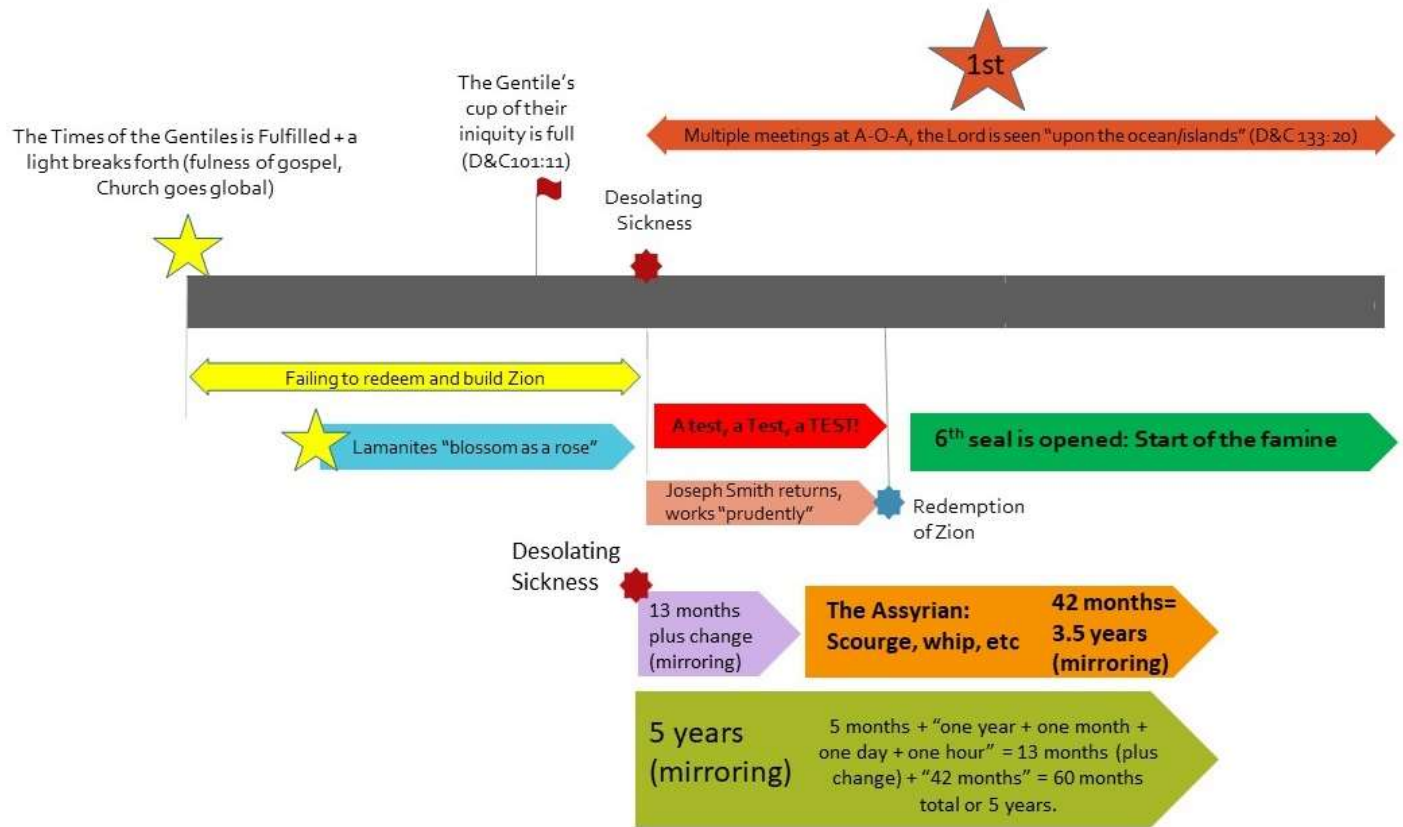 1st
Multiple meetings at A-O-A, the Lord is seen “upon the ocean/islands” (D&C 133:20)
The Gentile’s
cup of their
iniquity is full
(D&C101:11)
The Times of the Gentiles is Fulfilled + a
light breaks forth (fulness of gospel,
Church goes global)
Desolating
Sickness
Failing to redeem and build Zion
Lamanites “blossom as a rose”
A test, a Test, a TEST!
6th seal is opened: Start of the famine
Joseph Smith returns,
works “prudently”
Redemption
of Zion
Desolating
Sickness
13 months
plus change
(mirroring)
The Assyrian:
Scourge, whip, etc
42 months=
3.5 years
(mirroring)
5 years
(mirroring)
5 months + “one year + one month +
one day + one hour” = 13 months (plus
change) + “42 months” = 60 months
total or 5 years.